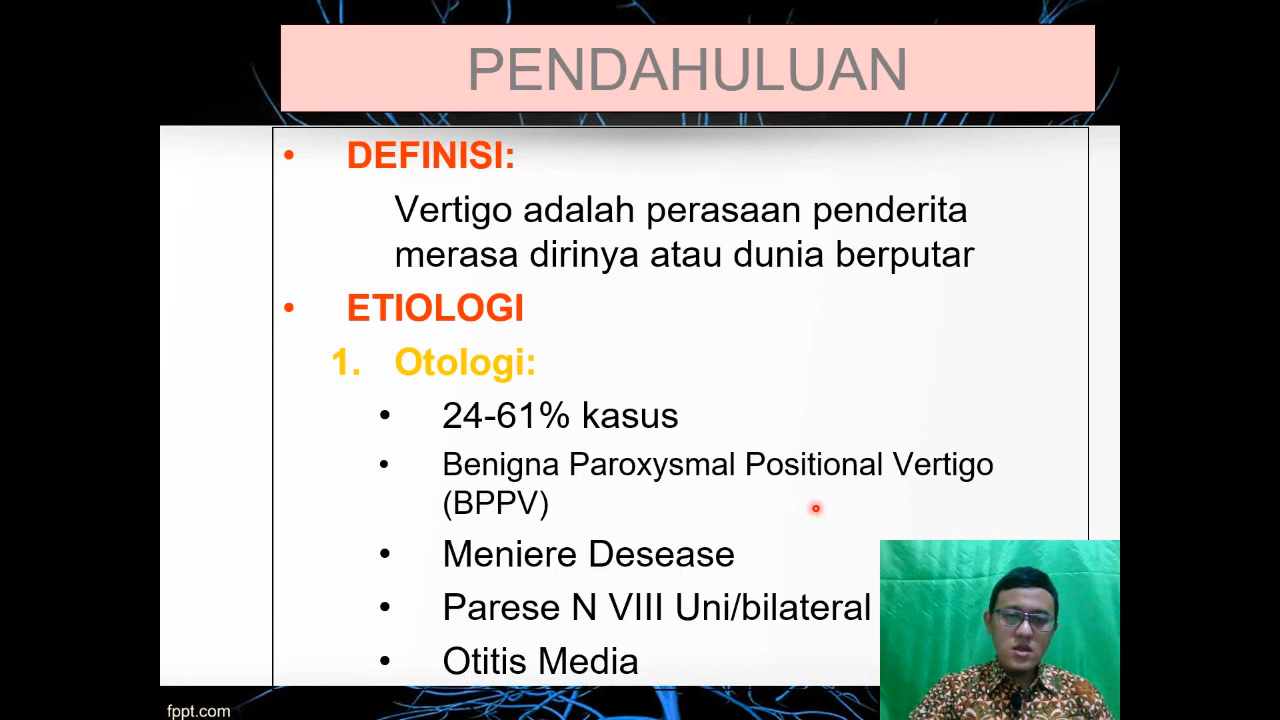 PENDAHULUAN
• DEFINISI:
Vertigo adalah perasaan penderita
merasa dirinya atau dunia berputar
• ETIOLOGI
1. Otologi:
• 24-61% kasus
• Benigna Paroxysmal Positional Vertigo
(BPPV)
• Meniere Desease
• Parese N VIII Uni/bilateral
• Otitis Media
fppt.com